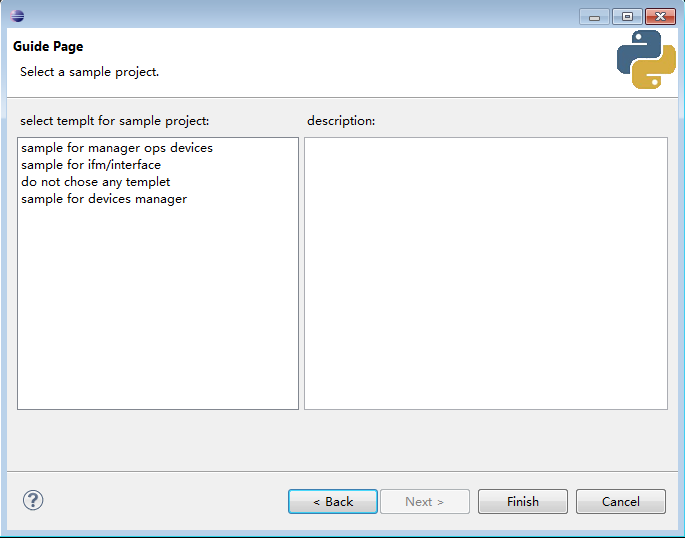 Guide Page
Select a sample project.
select templt for sample project:
description:
sample for manager ops devices
sample for ifm/interface
do not chose any templet
sample for devices manager
?
< Back
Next >
Finish
Cancel